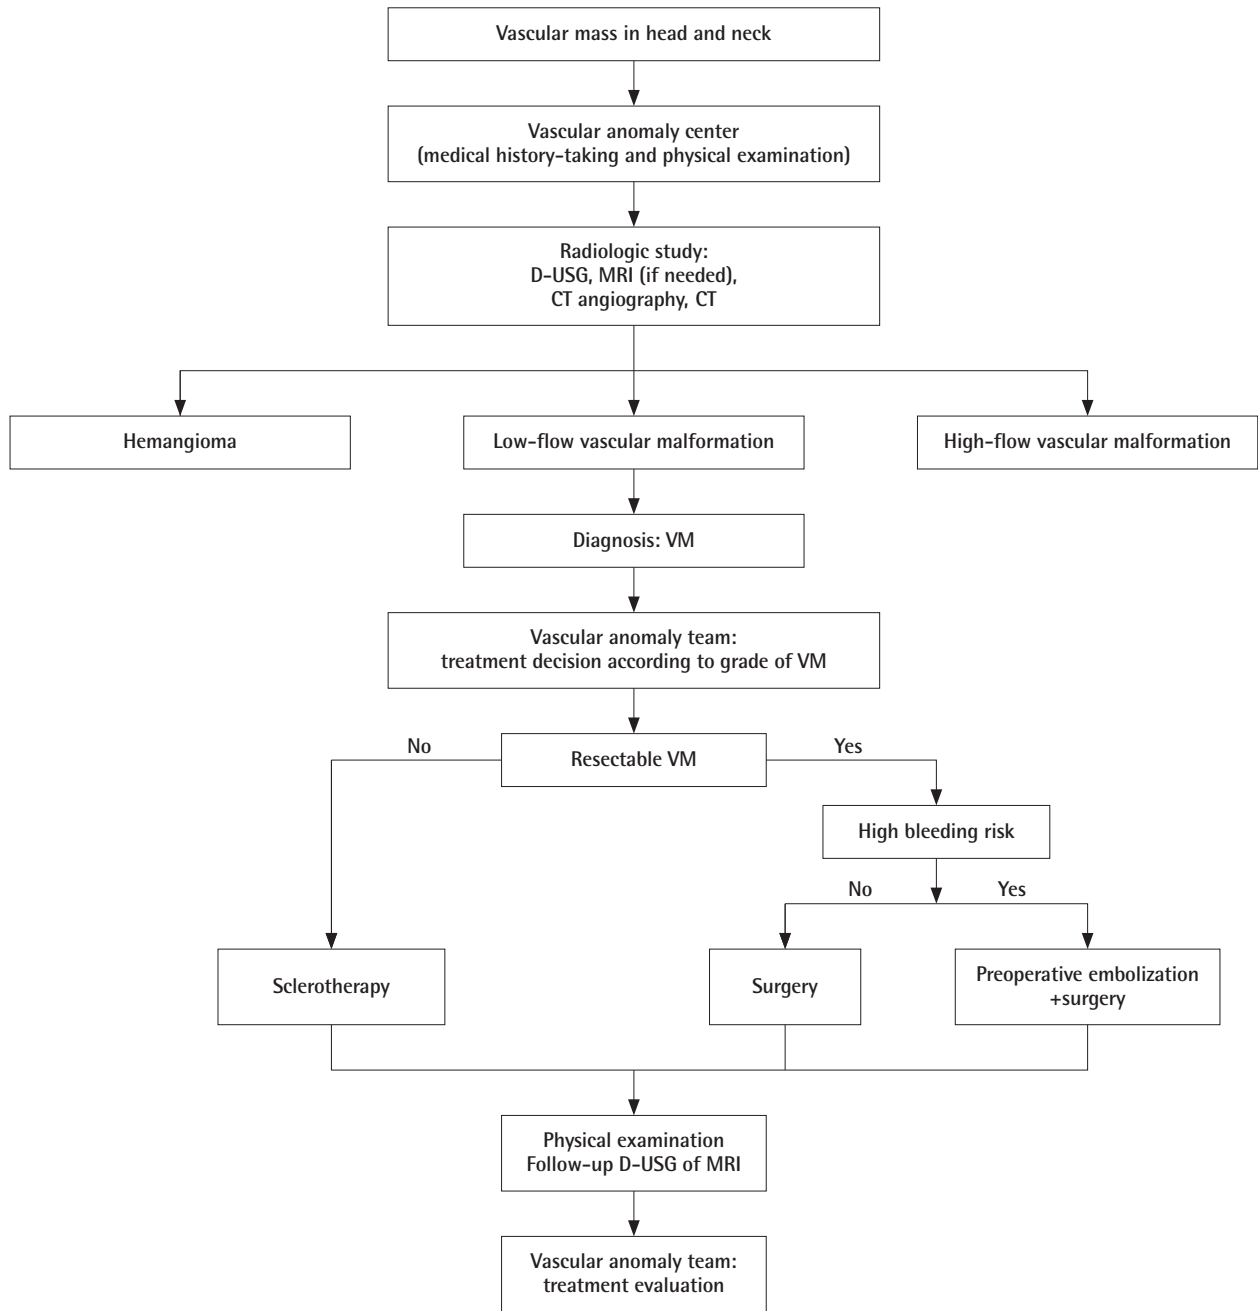 Vascular mass in head and neck
Vascular anomaly center
(medical history-taking and physical examination)
Radiologic study:
D-USG, MRI (if needed),
CT angiography, CT
Hemangioma
Low-flow vascular malformation
High-flow vascular malformation
Diagnosis: VM
Vascular anomaly team:
treatment decision according to grade of VM
No
Resectable VM
Yes
High bleeding risk
No
Yes
Sclerotherapy
Surgery
Preoperative embolization
+surgery
Physical examination
Follow-up D-USG of MRI
Vascular anomaly team:
treatment evaluation